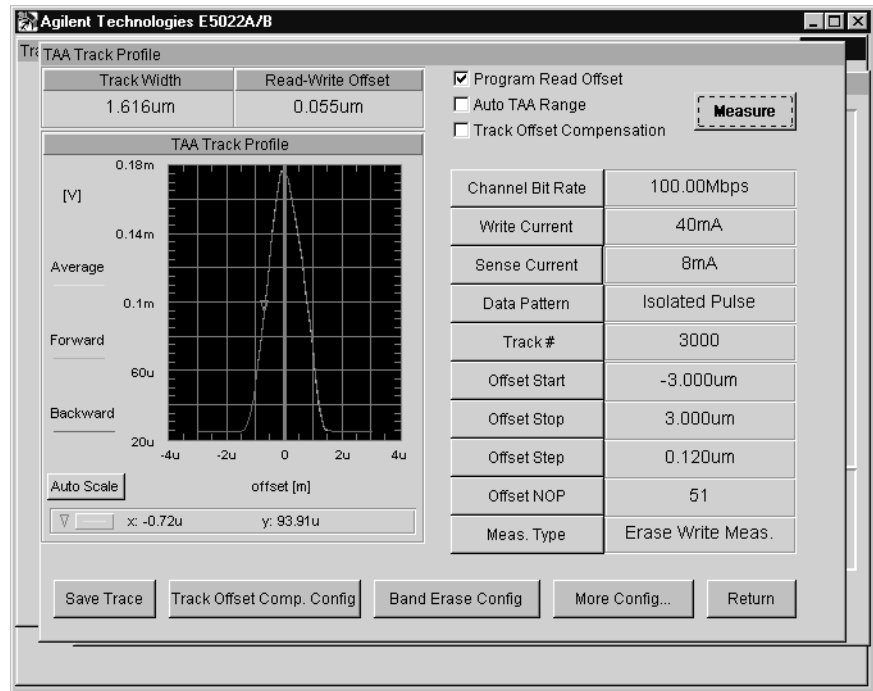 Agilent Technologies E5022A/B
Tra
TAA Track Profile
Track Width
Read-Write Offset
1.616um
0.055um
Program Read Offset
Auto TAA Range
Track Offset Compensation
Measure
TAA Track Profile
[V]
0.18m
0.14m
0.1m
60u
20u
Average
Forward
Backward
-4u -2u 0 2u 4u
Auto Scale
offset [m]
x: -0.72u y: 93.91u
Channel Bit Rate 100.00Mbps
Write Current 40mA
Sense Current 8mA
Data Pattern Isolated Pulse
Track # 3000
Offset Start -3.000um
Offset Stop 3.000um
Offset Step 0.120um
Offset NOP 51
Meas. Type Erase Write Meas.
Save Trace
Track Offset Comp. Config
Band Erase Config
More Config...
Return